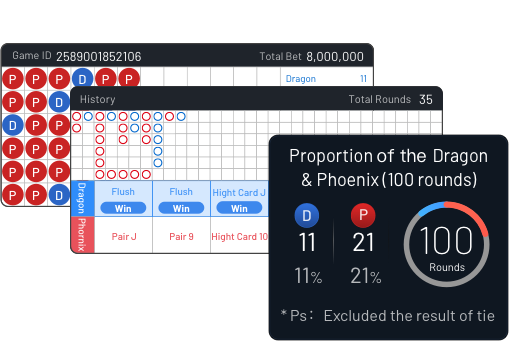 Game ID 2589001852106 Total Bet 8,000,000
P P P D P P Dragon 11
P P D
D P P
P P P
P P P
P P D
History Total Rounds 35
Dragon Flush Flush Hight Card J
Win Win Win
Phornix Pair J Pair 9 Hight Card 10
Proportion of the Dragon
& Phoenix (100 rounds)
D P
11 21 100
11% 21% Rounds
* Ps： Excluded the result of tie